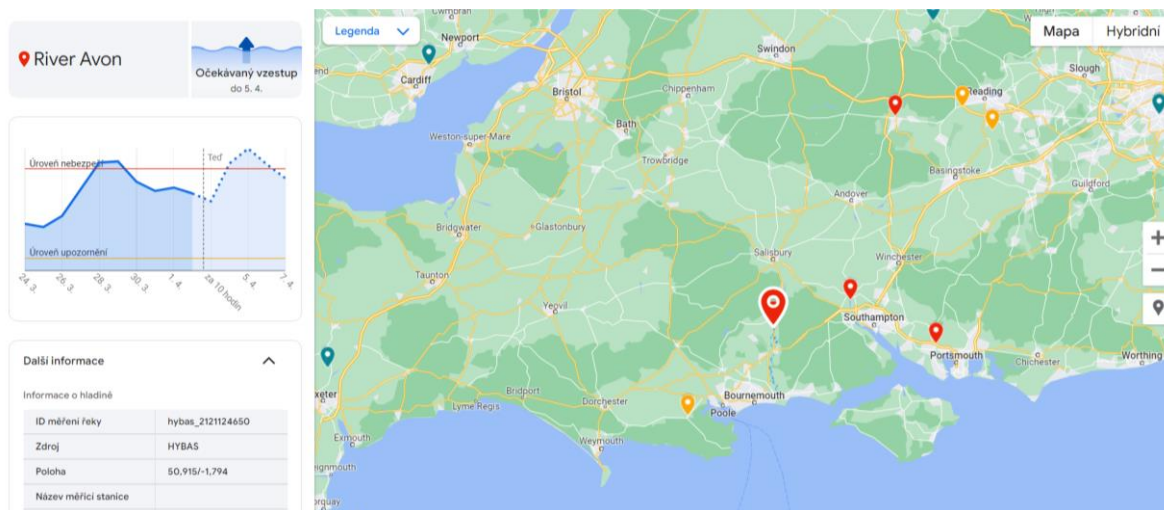 River Avon
Očekávaný vzestup
do 5. 4.
Úroveň nebezpečí
Teď
Úroveň upozornění
24. 3.
26. 3.
28. 3.
30. 3.
1. 4.
za 10 hodin
5. 4.
7. 4.
Další informace
Informace o hladině
ID měření řeky hybas_2121124650
Zdroj HYBAS
Poloha 50,915/-1,794
Název měřicí stanice
Legenda
Mapa Hybridní
Cwmbran
Newport
Cardiff
Swindon
Slough
Reading
Bristol
Chippenham
Bath
Weston-super-Mare
Trowbridge
Basingstoke
Guildford
Andover
Bridgwater
Glastonbury
Salisbury
Winchester
Taunton
Yeovil
Southampton
Portsmouth
Chichester
Worthing
xeter
Lyme Regis
Bridport
Dorchester
Poole
Bournemouth
Exmouth
Weymouth
eignmouth
orquay